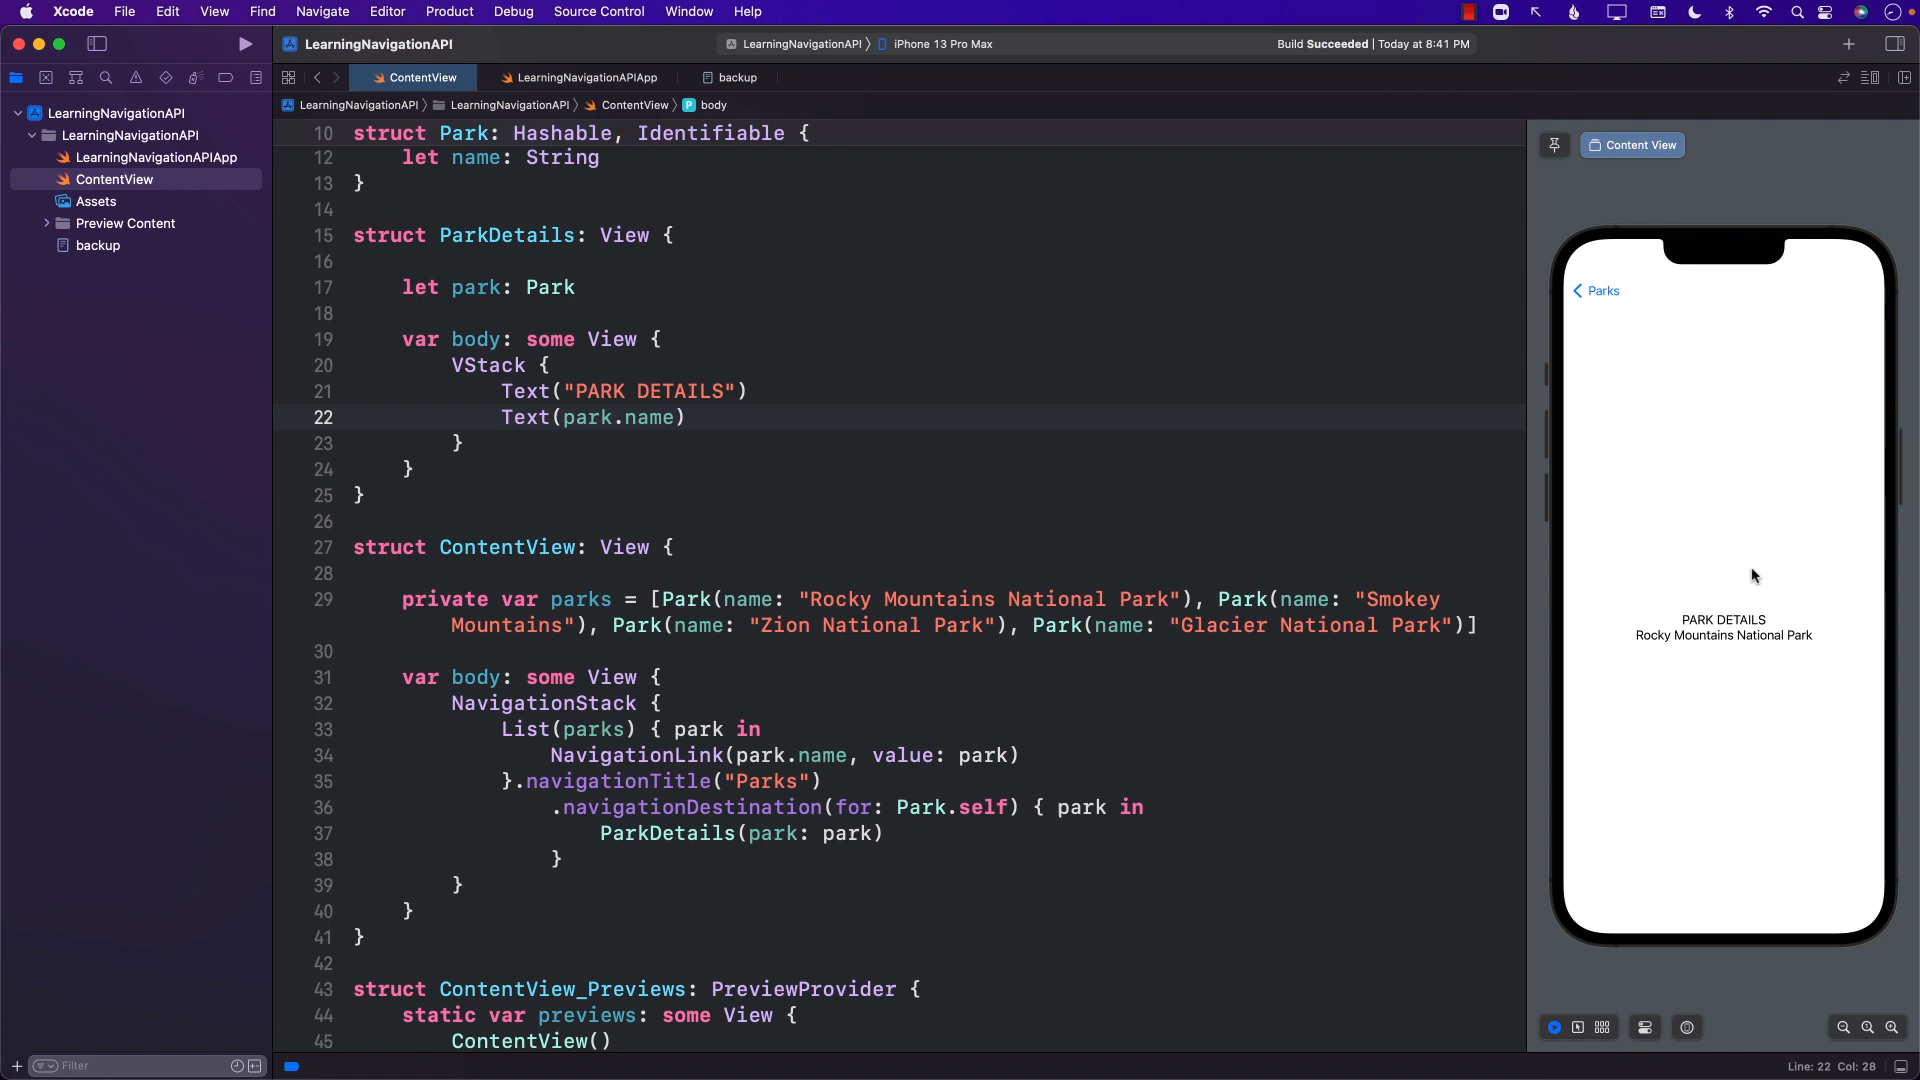 Xcode File Edit View Find Navigate Editor Product Debug Source Control Window Help
LearningNavigationAPI LearningNavigationAPI iPhone 13 Pro Max Build Succeeded | Today at 8:41 PM
ContentView LearningNavigationAPIApp backup
LearningNavigationAPI LearningNavigationAPI ContentView P body
LearningNavigationAPI
LearningNavigationAPI
LearningNavigationAPIApp
ContentView
Assets
Preview Content
backup
Filter
10 struct Park: Hashable, Identifiable {
12 let name: String
13 }
14
15 struct ParkDetails: View {
16
17 let park: Park
18
19 var body: some View {
20 VStack {
21 Text("PARK DETAILS")
22 Text(park.name)
23 }
24 }
25 }
26
27 struct ContentView: View {
28
29 private var parks = [Park(name: "Rocky Mountains National Park"), Park(name: "Smokey
Mountains"), Park(name: "Zion National Park"), Park(name: "Glacier National Park")]
30
31 var body: some View {
32 NavigationStack {
33 List(parks) { park in
34 NavigationLink(park.name, value: park)
35 }.navigationTitle("Parks")
36 .navigationDestination(for: Park.self) { park in
37 ParkDetails(park: park)
38 }
39 }
40 }
41 }
42
43 struct ContentView_Previews: PreviewProvider {
44 static var previews: some View {
45 ContentView()
Content View
Parks
PARK DETAILS
Rocky Mountains National Park
Line: 22 Col: 28